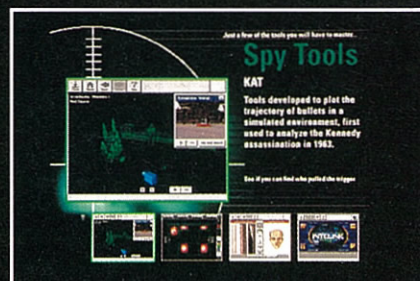 Just a few of the tools you will have to master...
Spy Tools
KAT
Tools developed to plot the
trajectory of bullets in a
simulated environment, first
used to analyze the Kennedy
assassination in 1963.
See if you can find who pulled the trigger
INTELINK